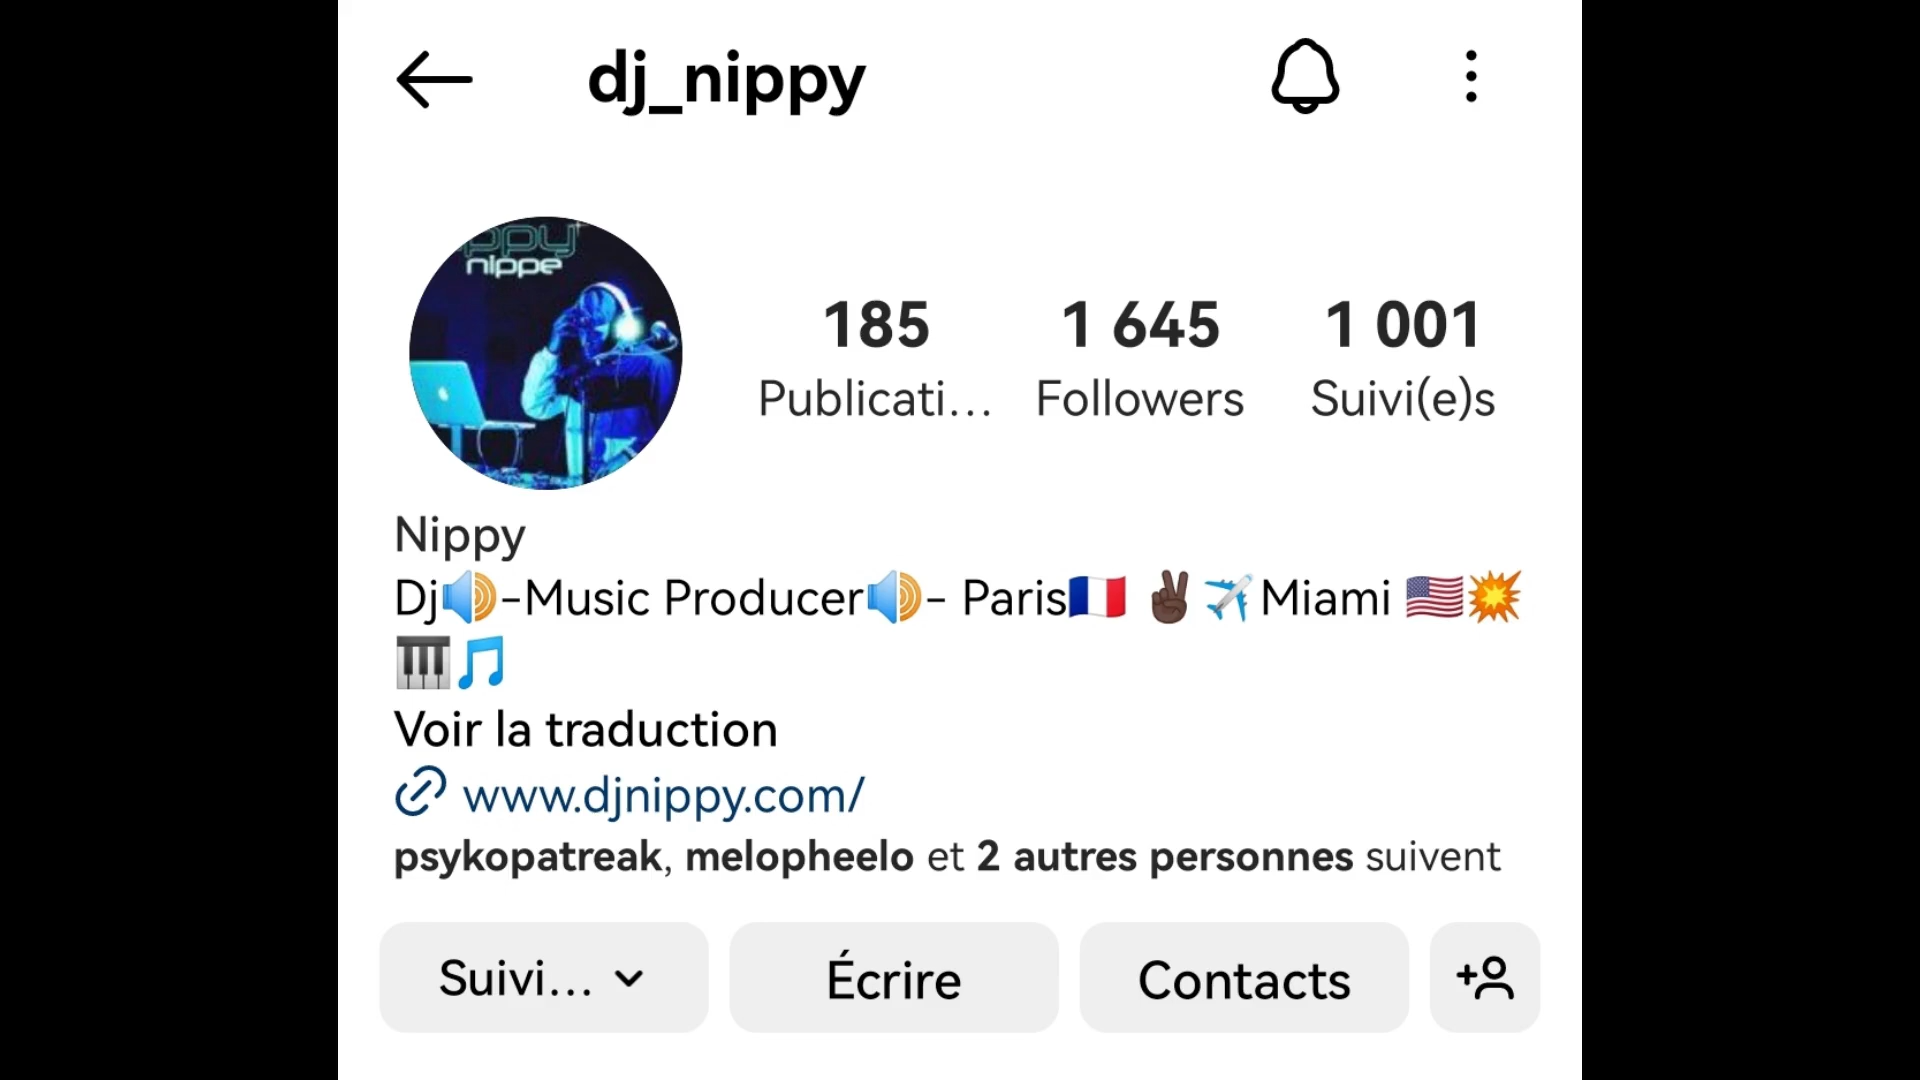 dj_nippy
ppy
nippe
185 1 645 1 001
Publicati... Followers Suivi(e)s
Nippy
Dj🔊-Music Producer🔊- Paris🇫🇷 ✌🏿✈️Miami 🇺🇸💥
🎹🎵
Voir la traduction
www.djnippy.com/
psykopatreak, melopheelo et 2 autres personnes suivent
Suivi... Écrire Contacts